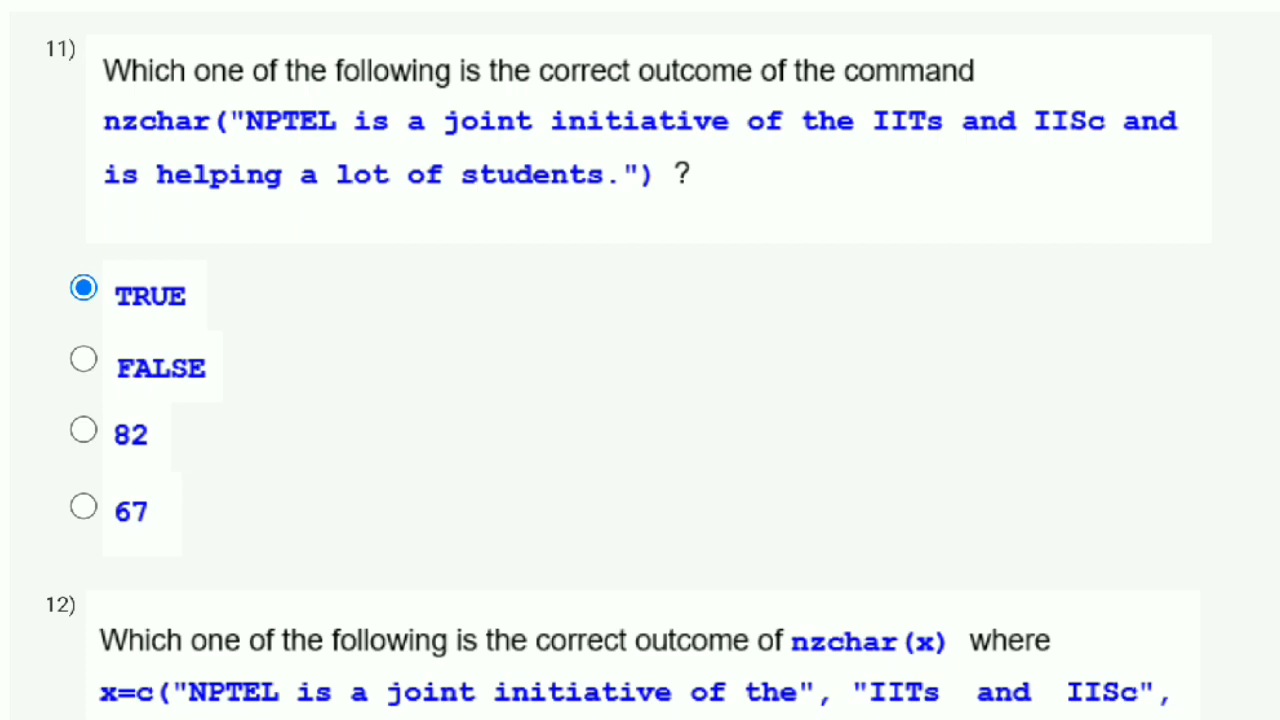 11)
Which one of the following is the correct outcome of the command
nzchar("NPTEL is a joint initiative of the IITs and IISc and
is helping a lot of students.") ?
TRUE
FALSE
82
67
12)
Which one of the following is the correct outcome of nzchar(x) where
x=c("NPTEL is a joint initiative of the", "IITs and IISc",